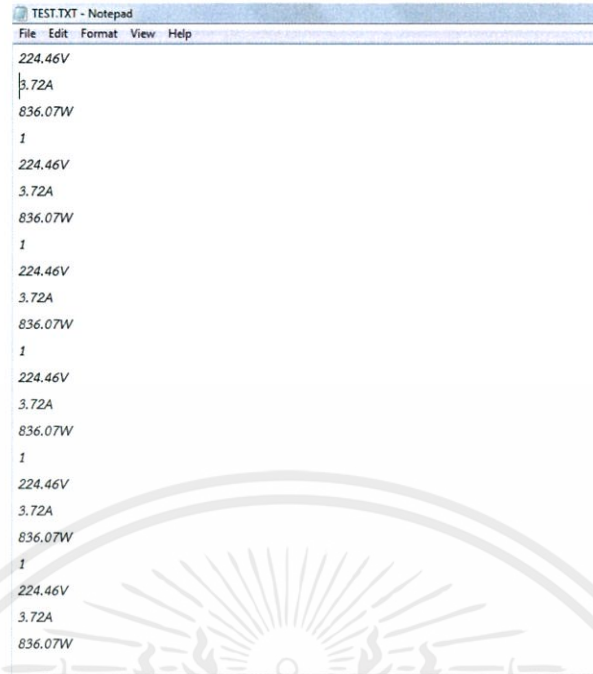 TEST.TXT - Notepad
File Edit Format View Help
224.46V
3.72A
836.07W
1
224.46V
3.72A
836.07W
1
224.46V
3.72A
836.07W
1
224.46V
3.72A
836.07W
1
224.46V
3.72A
836.07W
1
224.46V
3.72A
836.07W